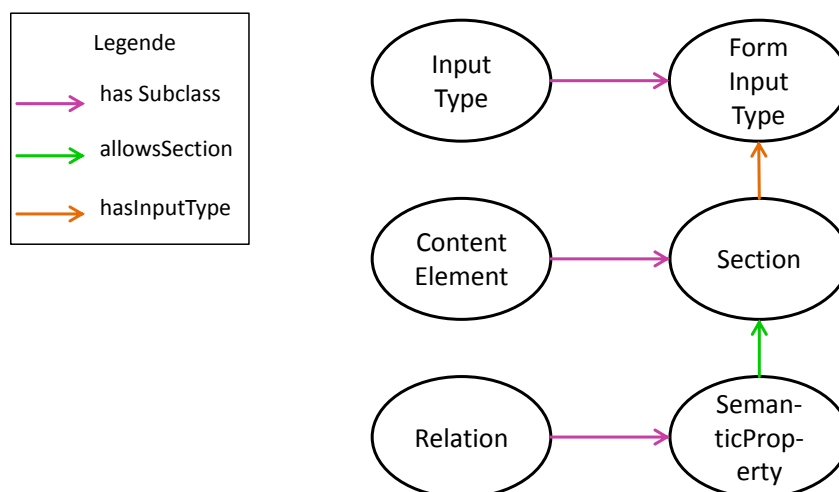 Legende
has Subclass
allowsSection
hasInputType
Input
Type
Form
Input
Type
Content
Element
Section
Relation
Seman-
ticProp-
erty